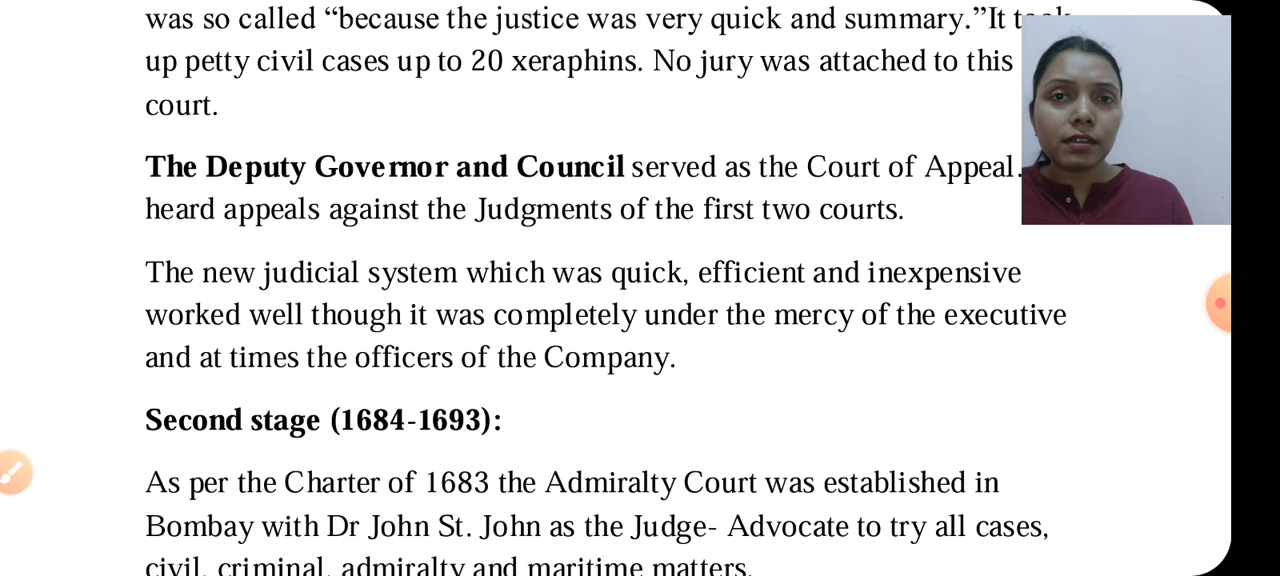 was so called “because the justice was very quick and summary.”It took
up petty civil cases up to 20 xeraphins. No jury was attached to this
court.
The Deputy Governor and Council served as the Court of Appeal.
heard appeals against the Judgments of the first two courts.
The new judicial system which was quick, efficient and inexpensive
worked well though it was completely under the mercy of the executive
and at times the officers of the Company.
Second stage (1684-1693):
As per the Charter of 1683 the Admiralty Court was established in
Bombay with Dr John St. John as the Judge- Advocate to try all cases,
civil, criminal, admiralty and maritime matters.